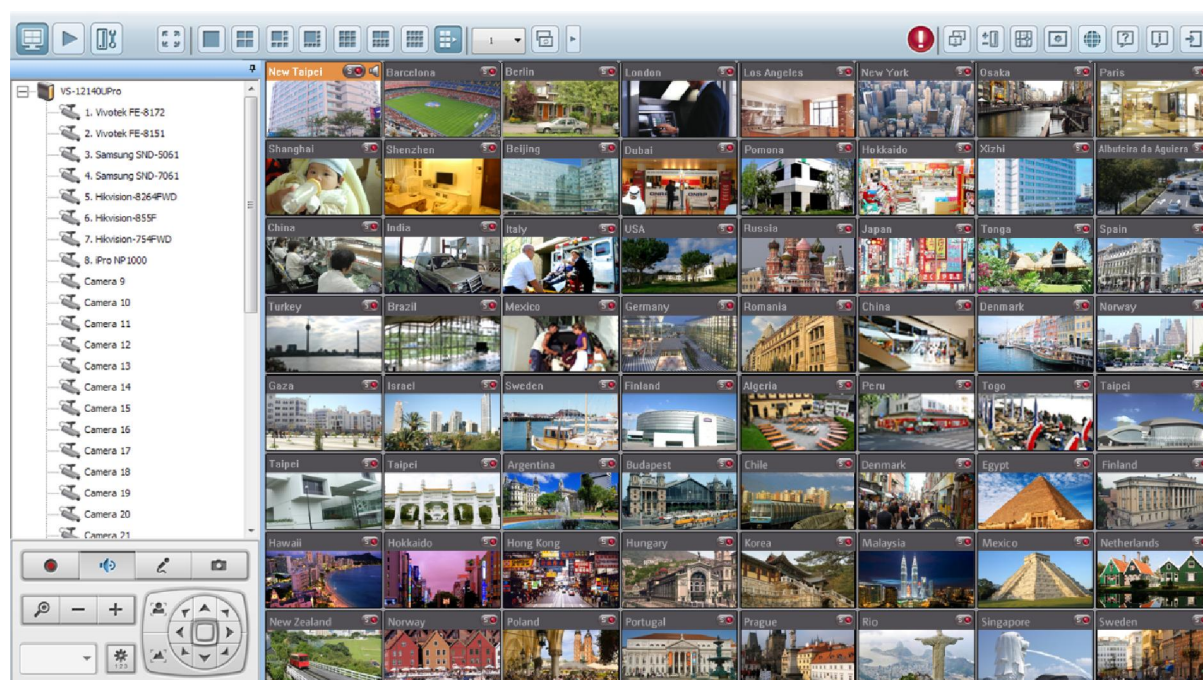 1
New Taipei
Barcelona
Berlin
London
Los Angeles
New York
Osaka
Paris
VS-12140UPro
1. Vivotek FE-8172
2. Vivotek FE-8151
3. Samsung SND-5061
4. Samsung SND-7061
5. Hikvision-8264FWD
6. Hikvision-855F
7. Hikvision-754FWD
8. iPro NP1000
Camera 9
Camera 10
Camera 11
Camera 12
Camera 13
Camera 14
Camera 15
Camera 16
Camera 17
Camera 18
Camera 19
Camera 20
Camera 21
Shanghai
Shenzhen
Beijing
Dubai
Pomona
Hokkaido
Xizhi
Albufeira da Aguiera
China
India
Italy
USA
Russia
Japan
Tonga
Spain
Turkey
Brazil
Mexico
Germany
Romania
China
Denmark
Norway
Gaza
Israel
Sweden
Finland
Algeria
Peru
Togo
Taipei
Taipei
Taipei
Argentina
Budapest
Chile
Denmark
Egypt
Finland
Hawaii
Hokkaido
Hong Kong
Hungary
Korea
Malaysia
Mexico
Netherlands
New Zealand
Norway
Poland
Portugal
Prague
Rio
Singapore
Sweden
123